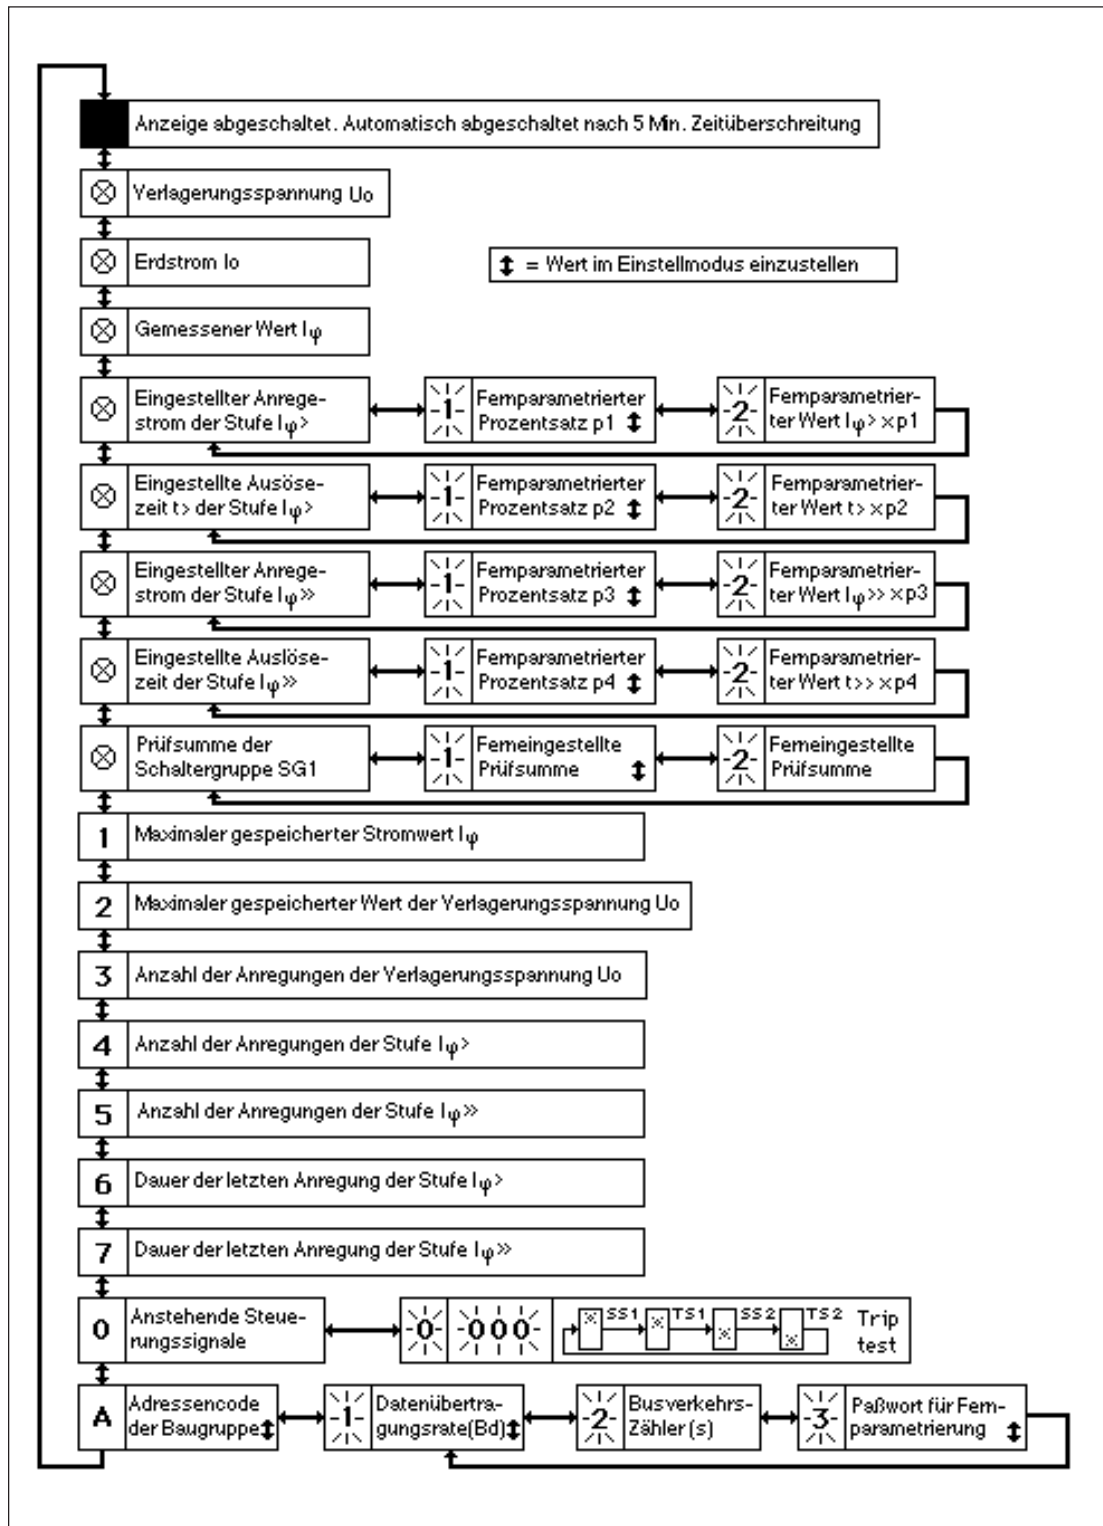 Anzeige abgeschaltet. Automatisch abgeschaltet nach 5 Min. Zeitüberschreitung
Verlagerungsspannung Uo
Erdstrom Io
↕ = Wert im Einstellmodus einzustellen
Gemessener Wert Iφ
Eingestellter Anrege-
strom der Stufe Iφ>
-1-
Fernparametrierter
Prozentsatz p1 ↕
-2-
Fernparametrier-
ter Wert Iφ> xp1
Eingestellte Ausöse-
zeit t> der Stufe Iφ>
-1-
Fernparametrierter
Prozentsatz p2 ↕
-2-
Fernparametrier-
ter Wert t> xp2
Eingestellter Anrege-
strom der Stufe Iφ>>
-1-
Fernparametrierter
Prozentsatz p3 ↕
-2-
Fernparametrier-
ter Wert Iφ>> xp3
Eingestellte Auslöse-
zeit der Stufe Iφ>>
-1-
Fernparametrierter
Prozentsatz p4 ↕
-2-
Fernparametrier-
ter Wert t>> xp4
Prüfsumme der
Schaltergruppe SG1
-1-
Ferneingestellte
Prüfsumme ↕
-2-
Ferneingestellte
Prüfsumme
1 Maximaler gespeicherter Stromwert Iφ
2 Maximaler gespeicherter Wert der Verlagerungsspannung Uo
3 Anzahl der Anregungen der Verlagerungsspannung Uo
4 Anzahl der Anregungen der Stufe Iφ>
5 Anzahl der Anregungen der Stufe Iφ>>
6 Dauer der letzten Anregung der Stufe Iφ>
7 Dauer der letzten Anregung der Stufe Iφ>>
0
Anstehende Steue-
rungssignale
-0- -000-
SS1 TS1 SS2 TS2
Trip
test
A
Adressencode
der Baugruppe ↕
-1-
Datenübertra-
gungsrate(Bd) ↕
-2-
Busverkehrs-
Zähler (s)
-3-
Paßwort für Fern-
parametrierung ↕